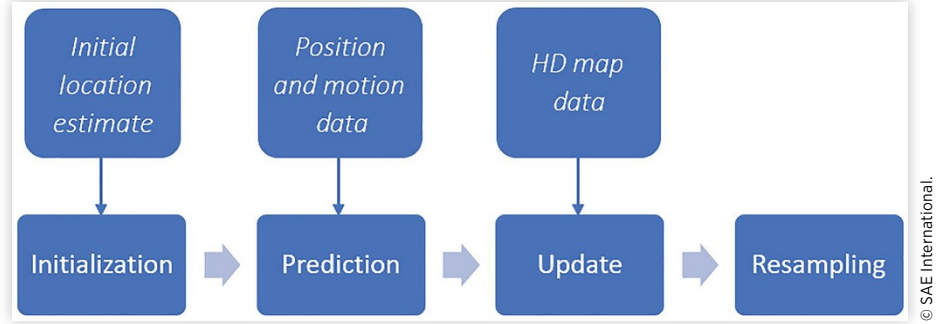 Initial
location
estimate
Position
and motion
data
HD map
data
Initialization
Prediction
Update
Resampling
© SAE International.